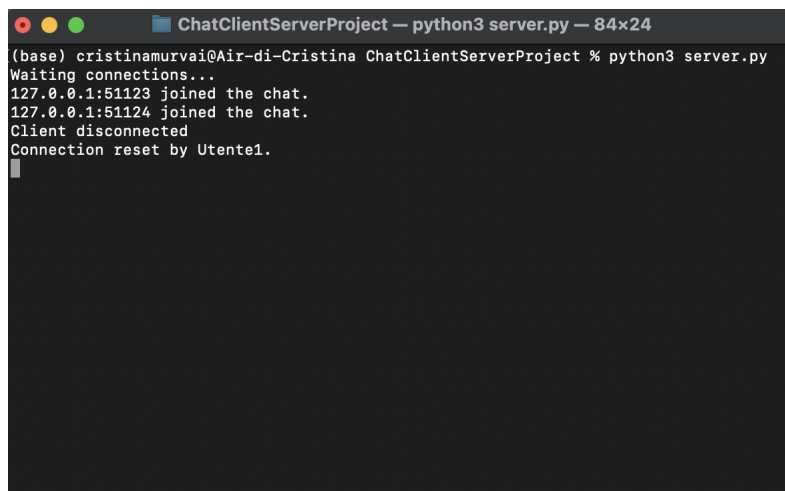 ChatClientServerProject — python3 server.py — 84×24
(base) cristinamurvai@Air-di-Cristina ChatClientServerProject % python3 server.py
Waiting connections...
127.0.0.1:51123 joined the chat.
127.0.0.1:51124 joined the chat.
Client disconnected
Connection reset by Utente1.